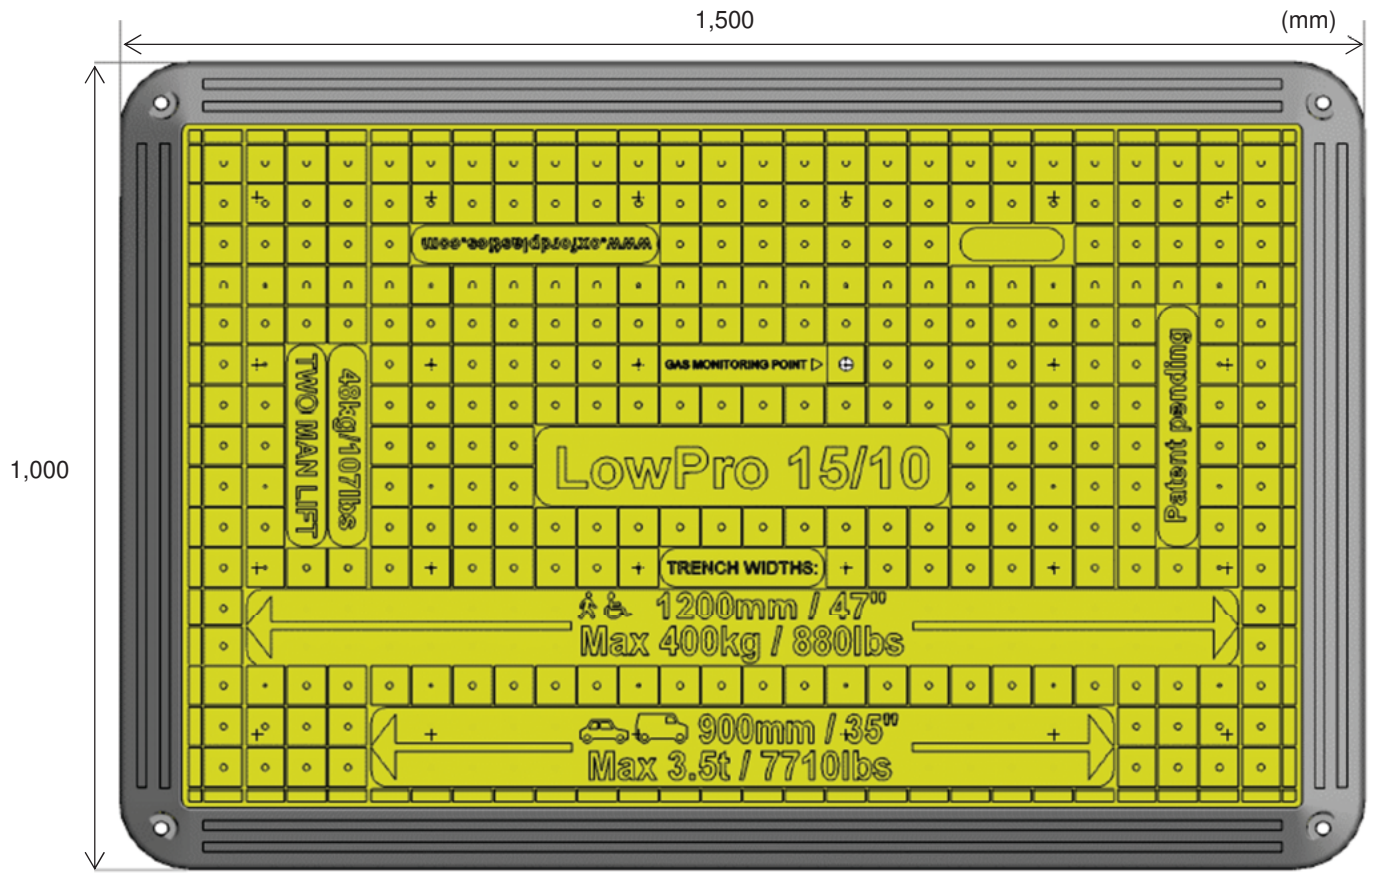 1,500
(mm)
www.oxfordplastics.com
GAS MONITORING POINT
Patent pending
TWO MAN LIFT
48kg/107lbs
LowPro 15/10
1,000
TRENCH WIDTHS:
1200mm / 47"
Max 400kg / 880lbs
900mm / 35"
Max 3.5t / 7710lbs